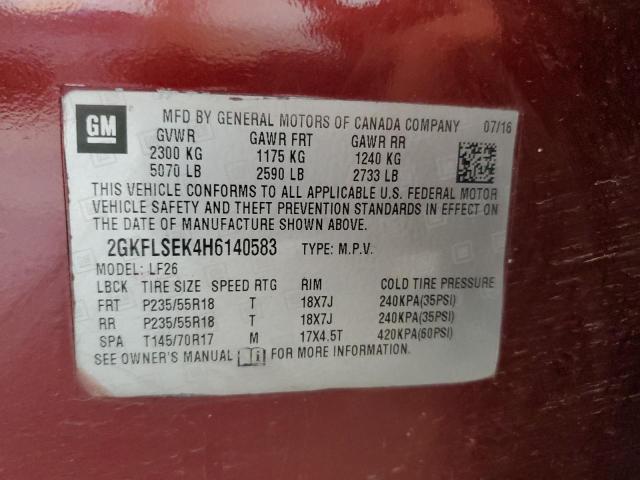 GM
MFD BY GENERAL MOTORS OF CANADA COMPANY 07/16
GVWR GAWR FRT GAWR RR
2300 KG 1175 KG 1240 KG
5070 LB 2590 LB 2733 LB
THIS VEHICLE CONFORMS TO ALL APPLICABLE U.S. FEDERAL MOTOR
VEHICLE SAFETY AND THEFT PREVENTION STANDARDS IN EFFECT ON
THE DATE OF MANUFACTURE SHOWN ABOVE.
2GKFLSEK4H6140583 TYPE: M.P.V.
MODEL: LF26
LBCK TIRE SIZE SPEED RTG RIM COLD TIRE PRESSURE
FRT P235/55R18 T 18X7J 240KPA(35PSI)
RR P235/55R18 T 18X7J 240KPA(35PSI)
SPA T145/70R17 M 17X4.5T 420KPA(60PSI)
SEE OWNER'S MANUAL i FOR MORE INFORMATION.